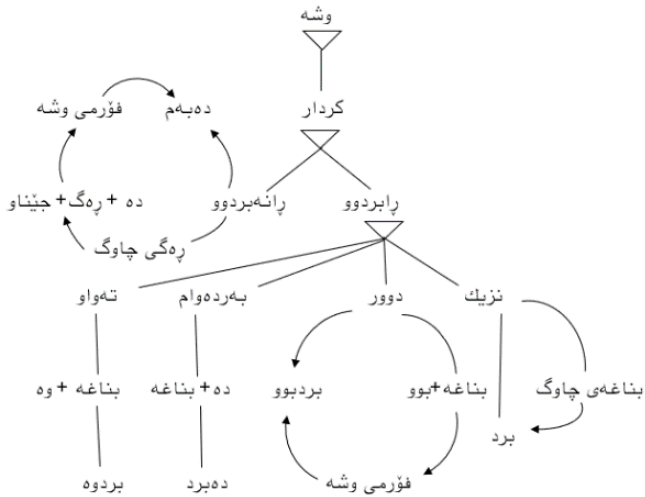 وشە
کردار
فۆرمی وشە
دەبەم
دە + ڕەگ+ جێناو
ڕانەبردوو
ڕابردوو
ڕەگی چاوگ
نزیك
دوور
بەردەوام
تەواو
بناغەی چاوگ
بناغە+بوو
بردبوو
دە+ بناغە
بناغە + وە
برد
فۆرمی وشە
دەبرد
بردوە